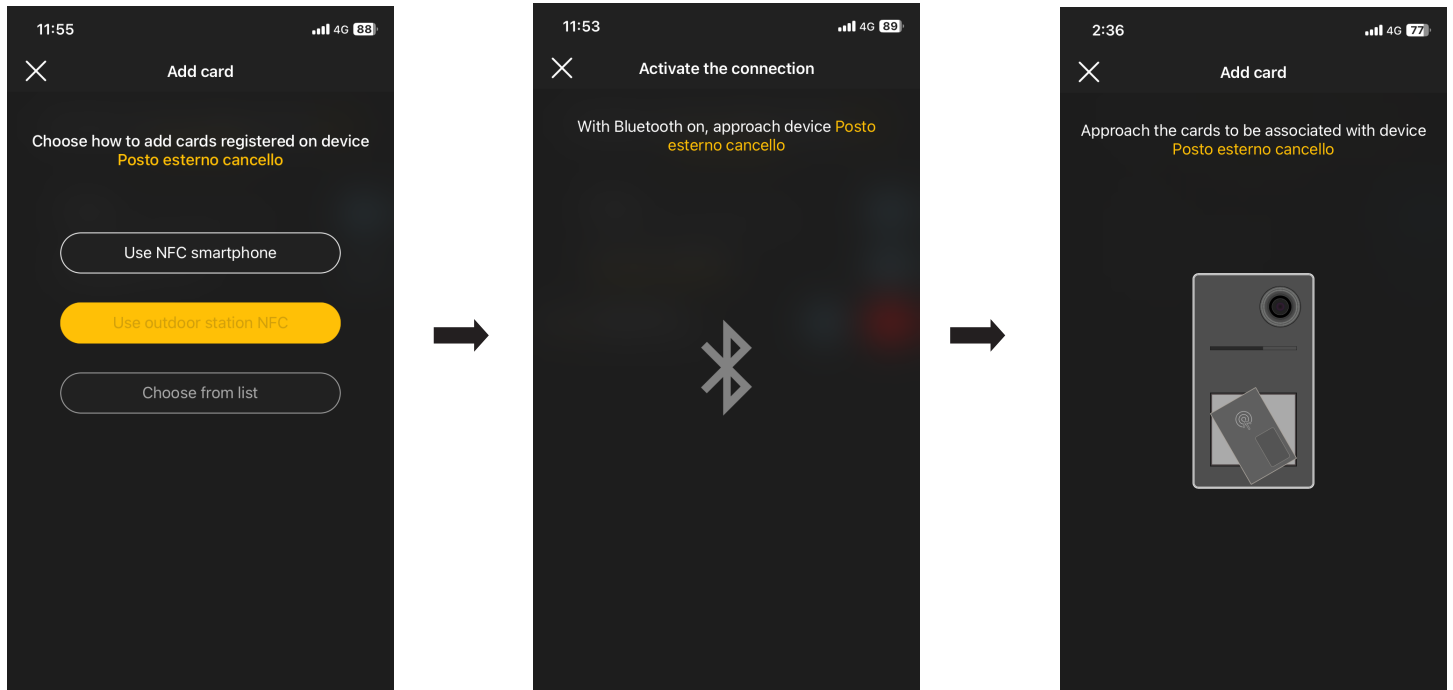 11:55
4G 88
Add card
Choose how to add cards registered on device
Posto esterno cancello
Use NFC smartphone
Use outdoor station NFC
Choose from list
11:53
4G 89
Activate the connection
With Bluetooth on, approach device Posto
esterno cancello
2:36
4G 77
Add card
Approach the cards to be associated with device
Posto esterno cancello